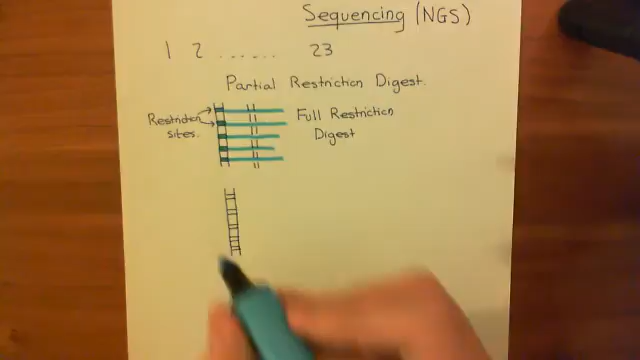 Sequencing (NGS)
1 2 ...... 23
Partial Restriction Digest.
Restriction sites.
Full Restriction
Digest